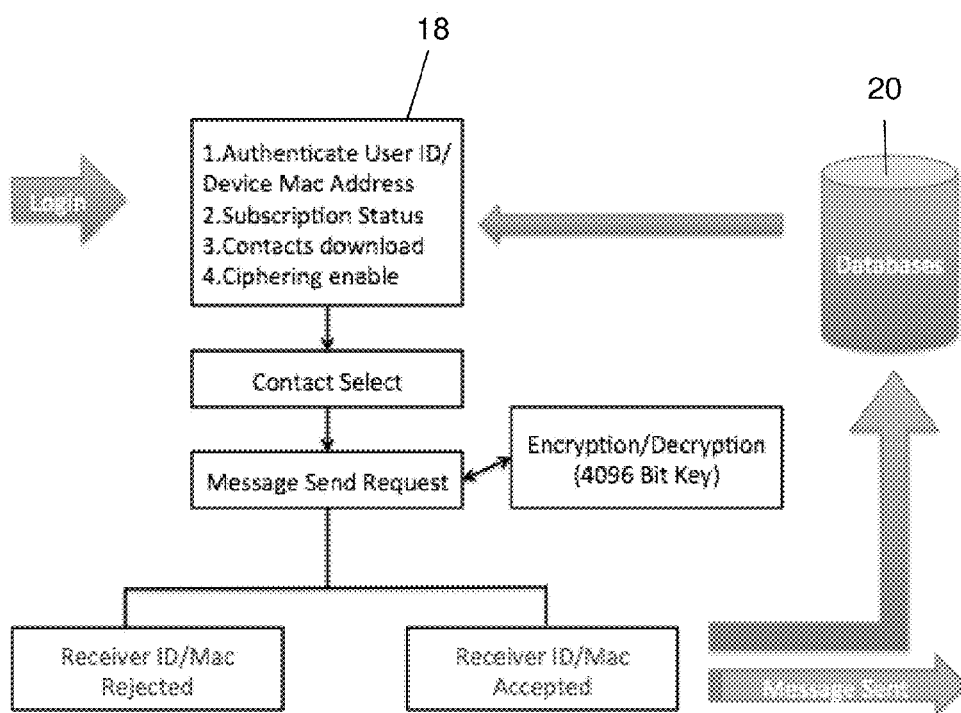 18
20
1.Authenticate User ID/
Device Mac Address
2.Subscription Status
3.Contacts download
4.Ciphering enable
Login
Databaser
Contact Select
Message Send Request
Encryption/Decryption
(4096 Bit Key)
Receiver ID/Mac
Rejected
Receiver ID/Mac
Accepted
Message Sent